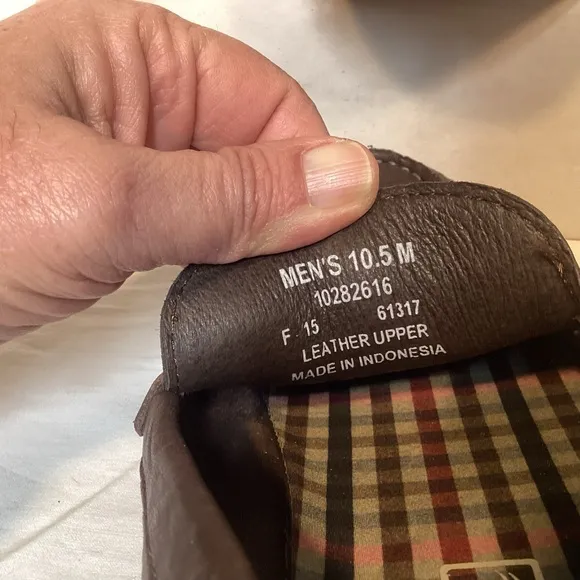 MEN'S 10.5 M
10282616
F 15 61317
LEATHER UPPER
MADE IN INDONESIA